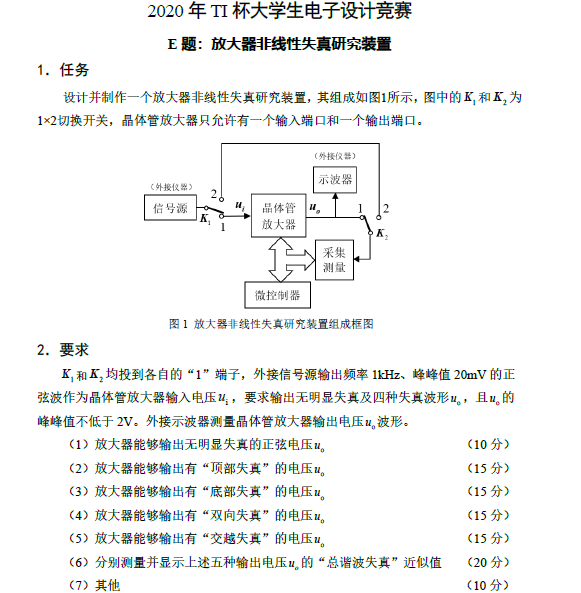 2020 年 TI 杯大学生电子设计竞赛
E 题：放大器非线性失真研究装置
1．任务
设计并制作一个放大器非线性失真研究装置，其组成如图1所示，图中的 K1 和 K2 为
1×2切换开关，晶体管放大器只允许有一个输入端口和一个输出端口。
（外接仪器）
示波器
（外接仪器）
信号源
2
K1
1
ui
晶体管
放大器
uo
1
2
K2
采集
测量
微控制器
图 1 放大器非线性失真研究装置组成框图
2．要求
K1 和 K2 均投到各自的“1”端子，外接信号源输出频率 1kHz、峰峰值 20mV 的正
弦波作为晶体管放大器输入电压 ui，要求输出无明显失真及四种失真波形 uo，且 uo 的
峰峰值不低于 2V。外接示波器测量晶体管放大器输出电压 uo 波形。
（1）放大器能够输出无明显失真的正弦电压 uo （10 分）
（2）放大器能够输出有“顶部失真”的电压 uo （15 分）
（3）放大器能够输出有“底部失真”的电压 uo （15 分）
（4）放大器能够输出有“双向失真”的电压 uo （15 分）
（5）放大器能够输出有“交越失真”的电压 uo （15 分）
（6）分别测量并显示上述五种输出电压 uo 的“总谐波失真”近似值 （20 分）
（7）其他 （10 分）